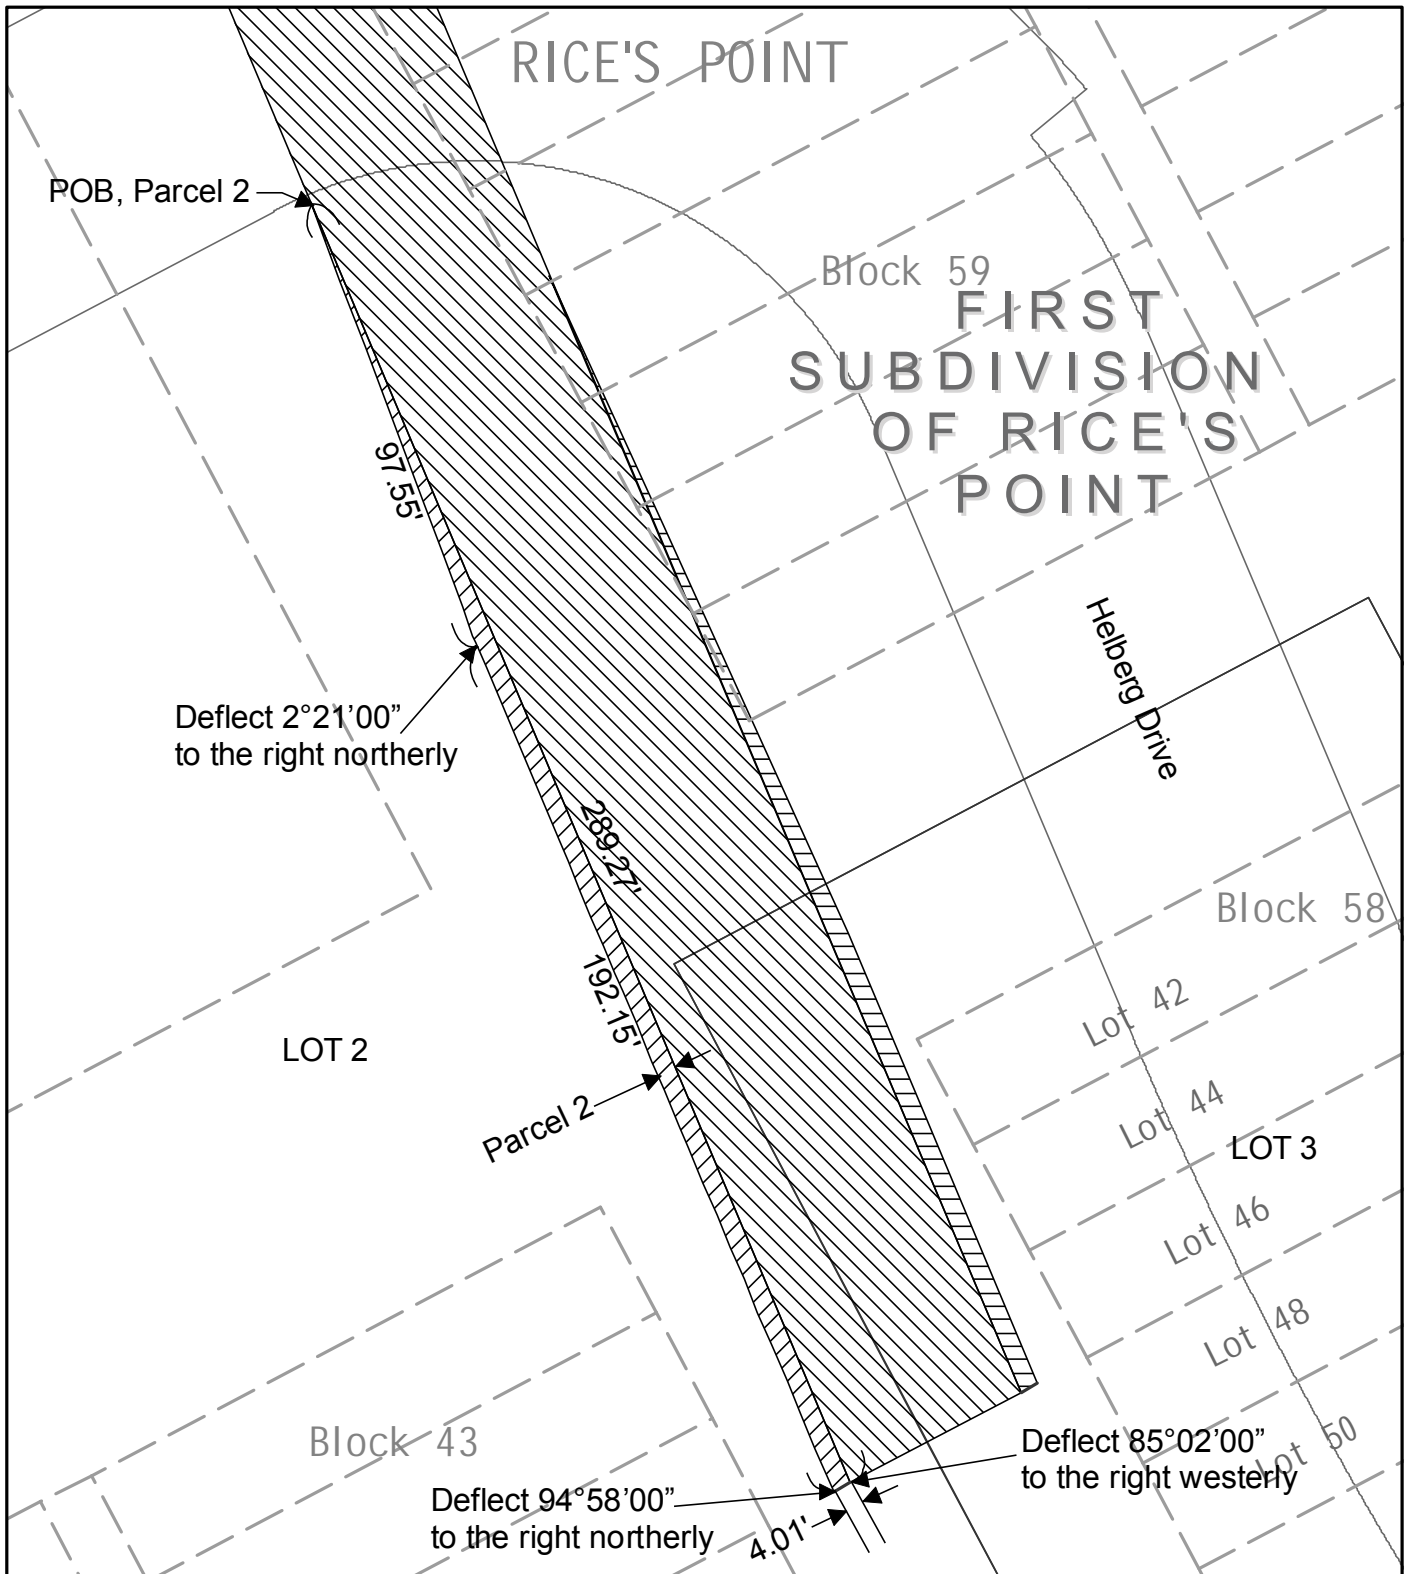 RICE'S POINT
POB, Parcel 2
Block 59
FIRST
SUBDIVISION
OF RICE'S
POINT
97.55'
Helberg Drive
Deflect 2°21’00”
to the right northerly
289.27'
Block 58
192.15'
Lot 42
LOT 2
Lot 44
Parcel 2
LOT 3
Lot 46
Lot 48
Block 43
Lot 50
Deflect 85°02’00”
to the right westerly
Deflect 94°58’00”
to the right northerly
4.01'